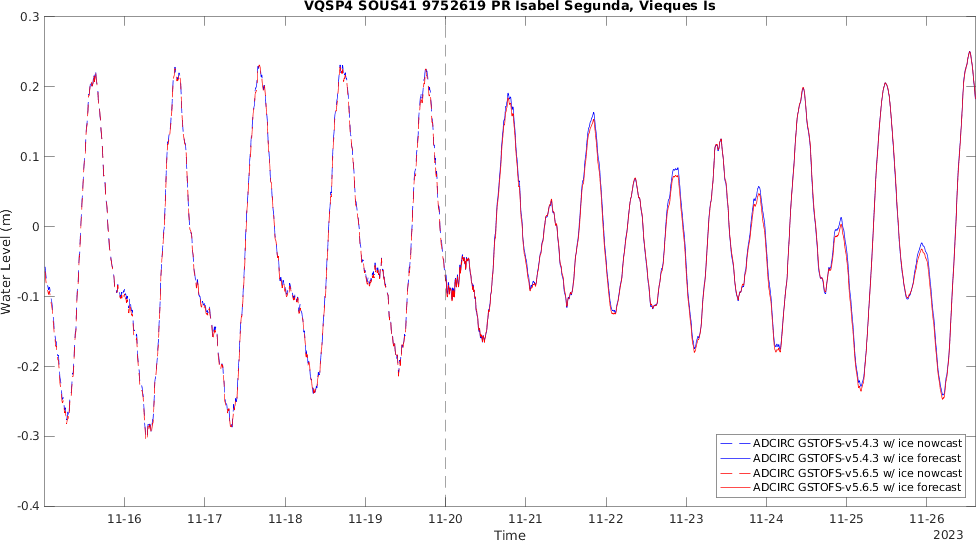 VQSP4 SOUS41 9752619 PR Isabel Segunda, Vieques Is
0.3
0.2
0.1
0
-0.1
-0.2
-0.3
-0.4
Water Level (m)
ADCIRC GSTOFS-v5.4.3 w/ ice nowcast
ADCIRC GSTOFS-v5.4.3 w/ ice forecast
ADCIRC GSTOFS-v5.6.5 w/ ice nowcast
ADCIRC GSTOFS-v5.6.5 w/ ice forecast
11-16 11-17 11-18 11-19 11-20 11-21 11-22 11-23 11-24 11-25 11-26
Time 2023